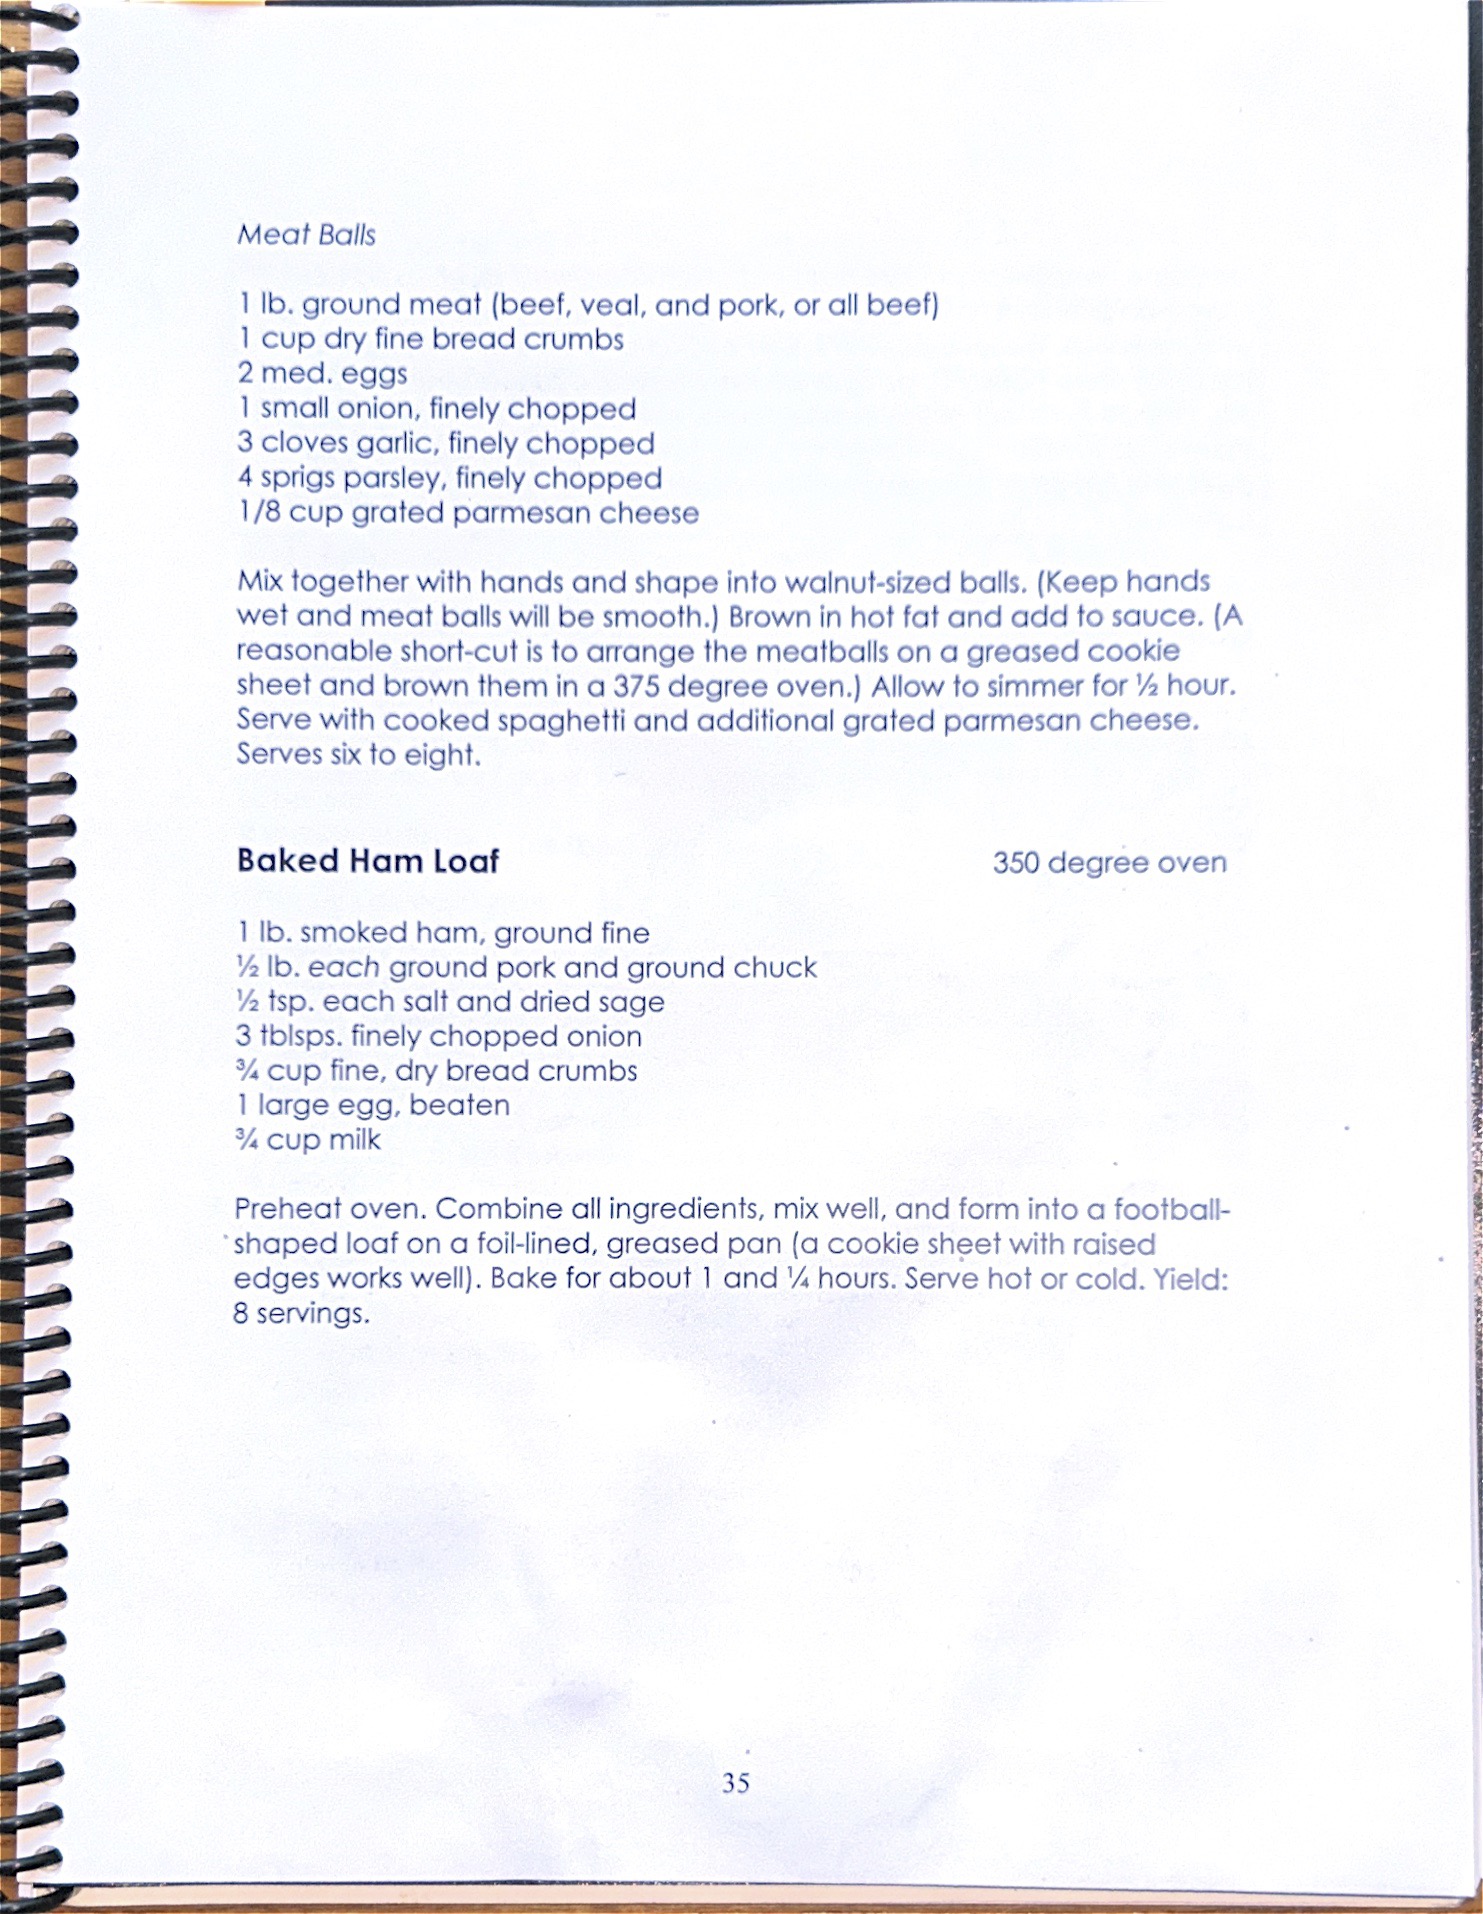 Meat Balls
1 lb. ground meat (beef, veal, and pork, or all beef)
1 cup dry fine bread crumbs
2 med. eggs
1 small onion, finely chopped
3 cloves garlic, finely chopped
4 sprigs parsley, finely chopped
1/8 cup grated parmesan cheese
Mix together with hands and shape into walnut-sized balls. (Keep hands
wet and meat balls will be smooth.) Brown in hot fat and add to sauce. (A
reasonable short-cut is to arrange the meatballs on a greased cookie
sheet and brown them in a 375 degree oven.) Allow to simmer for ½ hour.
Serve with cooked spaghetti and additional grated parmesan cheese.
Serves six to eight.
Baked Ham Loaf 350 degree oven
1 lb. smoked ham, ground fine
½ lb. each ground pork and ground chuck
½ tsp. each salt and dried sage
3 tblsps. finely chopped onion
¾ cup fine, dry bread crumbs
1 large egg, beaten
¾ cup milk
Preheat oven. Combine all ingredients, mix well, and form into a football-
shaped loaf on a foil-lined, greased pan (a cookie sheet with raised
edges works well). Bake for about 1 and ¼ hours. Serve hot or cold. Yield:
8 servings.
35